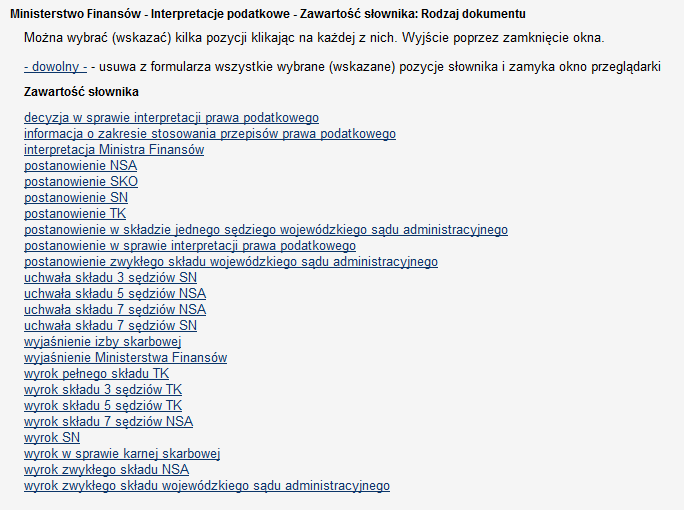 Ministerstwo Finansów - Interpretacje podatkowe - Zawartość słownika: Rodzaj dokumentu
Można wybrać (wskazać) kilka pozycji klikając na każdej z nich. Wyjście poprzez zamknięcie okna.
- dowolny - - usuwa z formularza wszystkie wybrane (wskazane) pozycje słownika i zamyka okno przeglądarki
Zawartość słownika
decyzja w sprawie interpretacji prawa podatkowego
informacja o zakresie stosowania przepisów prawa podatkowego
interpretacja Ministra Finansów
postanowienie NSA
postanowienie SKO
postanowienie SN
postanowienie TK
postanowienie w składzie jednego sędziego wojewódzkiego sądu administracyjnego
postanowienie w sprawie interpretacji prawa podatkowego
postanowienie zwykłego składu wojewódzkiego sądu administracyjnego
uchwała składu 3 sędziów SN
uchwała składu 5 sędziów NSA
uchwała składu 7 sędziów NSA
uchwała składu 7 sędziów SN
wyjaśnienie izby skarbowej
wyjaśnienie Ministerstwa Finansów
wyrok pełnego składu TK
wyrok składu 3 sędziów TK
wyrok składu 5 sędziów TK
wyrok składu 7 sędziów NSA
wyrok SN
wyrok w sprawie karnej skarbowej
wyrok zwykłego składu NSA
wyrok zwykłego składu wojewódzkiego sądu administracyjnego